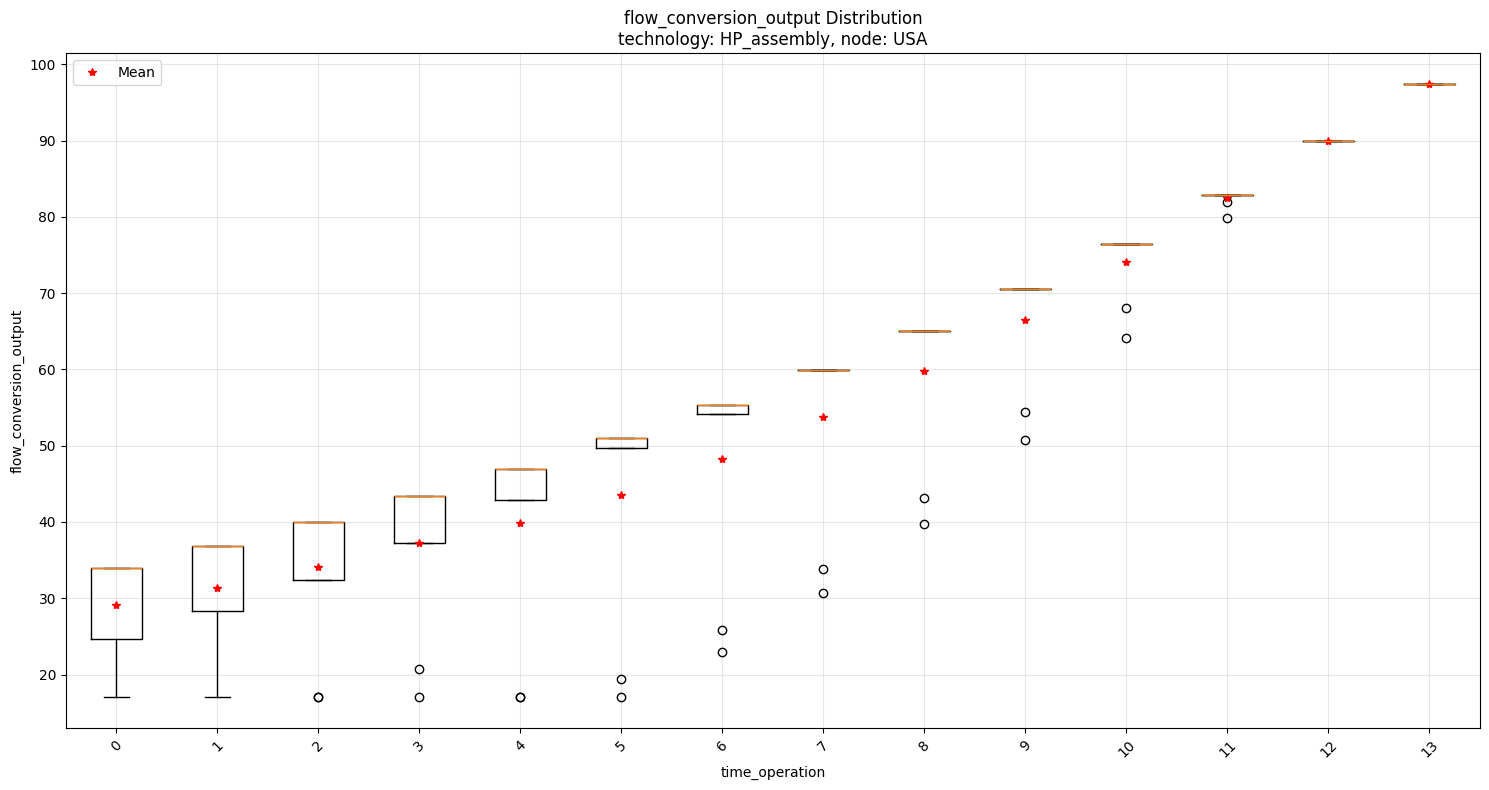 flow_conversion_output Distribution
technology: HP_assembly, node: USA
Mean
flow_conversion_output
100
90
80
70
60
50
40
30
20
0 1 2 3 4 5 6 7 8 9 10 11 12 13
time_operation